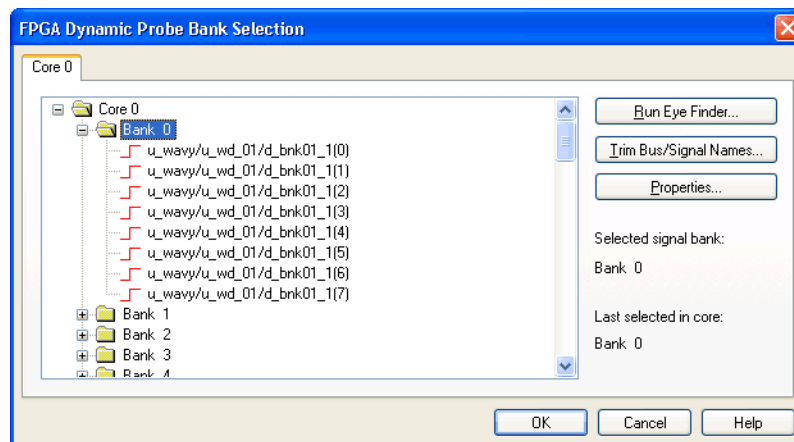 FPGA Dynamic Probe Bank Selection
Core 0
Core 0
Bank 0
u_wavy/u_wd_01/d_bnk01_1(0)
u_wavy/u_wd_01/d_bnk01_1(1)
u_wavy/u_wd_01/d_bnk01_1(2)
u_wavy/u_wd_01/d_bnk01_1(3)
u_wavy/u_wd_01/d_bnk01_1(4)
u_wavy/u_wd_01/d_bnk01_1(5)
u_wavy/u_wd_01/d_bnk01_1(6)
u_wavy/u_wd_01/d_bnk01_1(7)
Bank 1
Bank 2
Bank 3
Bank 4
Run Eye Finder...
Trim Bus/Signal Names...
Properties...
Selected signal bank:
Bank 0
Last selected in core:
Bank 0
OK
Cancel
Help